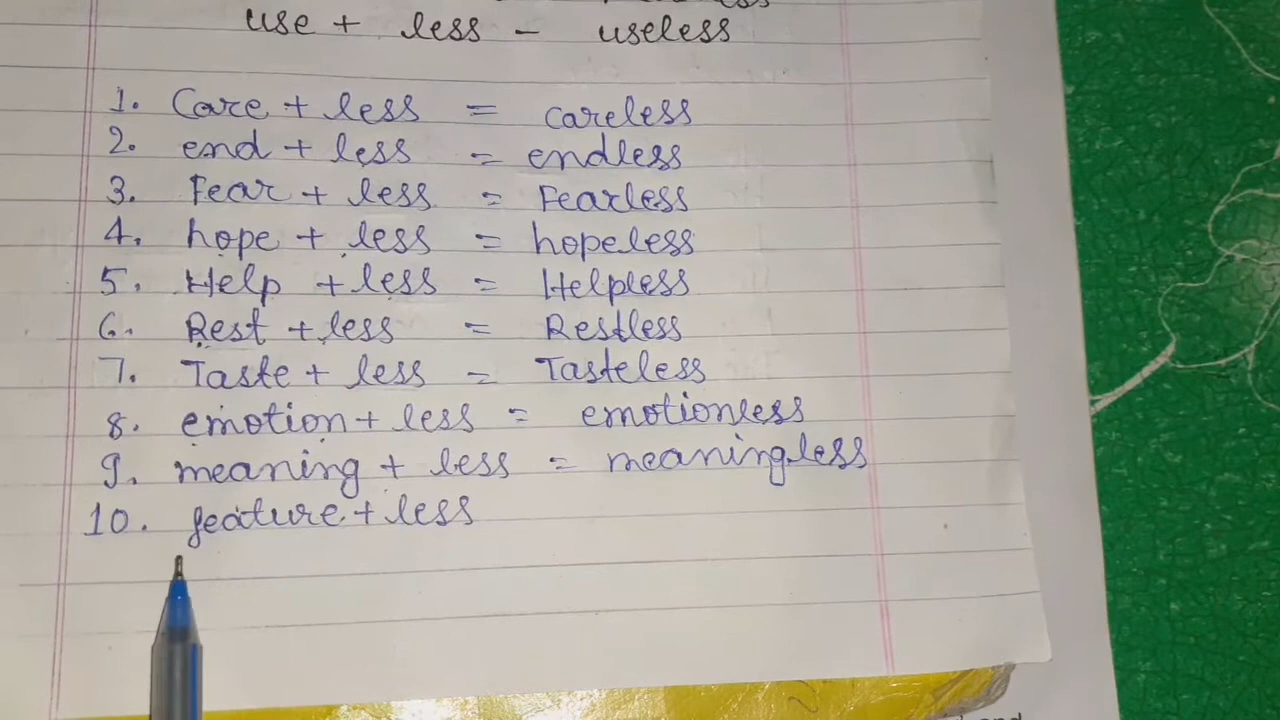 use + less - useless
1. Care + less = careless
2. end + less = endless
3. Fear + less = Fearless
4. hope + less = hopeless
5. Help + less = Helpless
6. Rest + less = Restless
7. Taste + less = Tasteless
8. emotion + less = emotionless
9. meaning + less = meaningless
10. feature + less